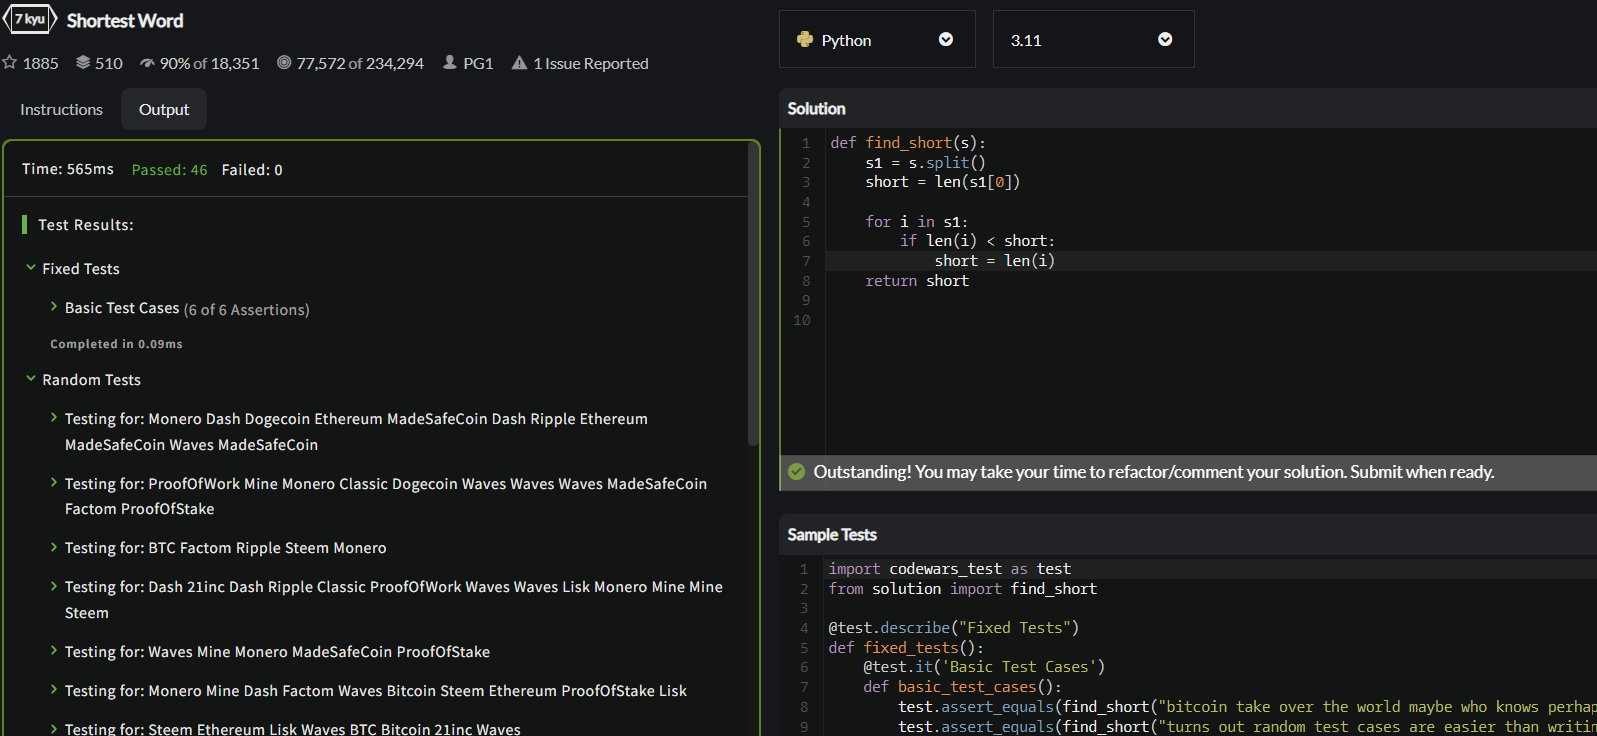 7 kyu Shortest Word
1885 510 90% of 18,351 77,572 of 234,294 PG1 1 Issue Reported
Instructions Output
Time: 565ms Passed: 46 Failed: 0
Test Results:
Fixed Tests
Basic Test Cases (6 of 6 Assertions)
Completed in 0.09ms
Random Tests
Testing for: Monero Dash Dogecoin Ethereum MadeSafeCoin Dash Ripple Ethereum
MadeSafeCoin Waves MadeSafeCoin
Testing for: ProofOfWork Mine Monero Classic Dogecoin Waves Waves Waves MadeSafeCoin
Factom ProofOfStake
Testing for: BTC Factom Ripple Steem Monero
Testing for: Dash 21inc Dash Ripple Classic ProofOfWork Waves Waves Lisk Monero Mine Mine
Steem
Testing for: Waves Mine Monero MadeSafeCoin ProofOfStake
Testing for: Monero Mine Dash Factom Waves Bitcoin Steem Ethereum ProofOfStake Lisk
Testing for: Steem Ethereum Lisk Waves BTC Bitcoin 21inc Waves
Python 3.11
Solution
1 def find_short(s):
2 s1 = s.split()
3 short = len(s1[0])
4
5 for i in s1:
6 if len(i) < short:
7 short = len(i)
8 return short
9
10
Outstanding! You may take your time to refactor/comment your solution. Submit when ready.
Sample Tests
1 import codewars_test as test
2 from solution import find_short
3
4 @test.describe("Fixed Tests")
5 def fixed_tests():
6 @test.it('Basic Test Cases')
7 def basic_test_cases():
8 test.assert_equals(find_short("bitcoin take over the world maybe who knows perhap
9 test.assert_equals(find_short("turns out random test cases are easier than writin